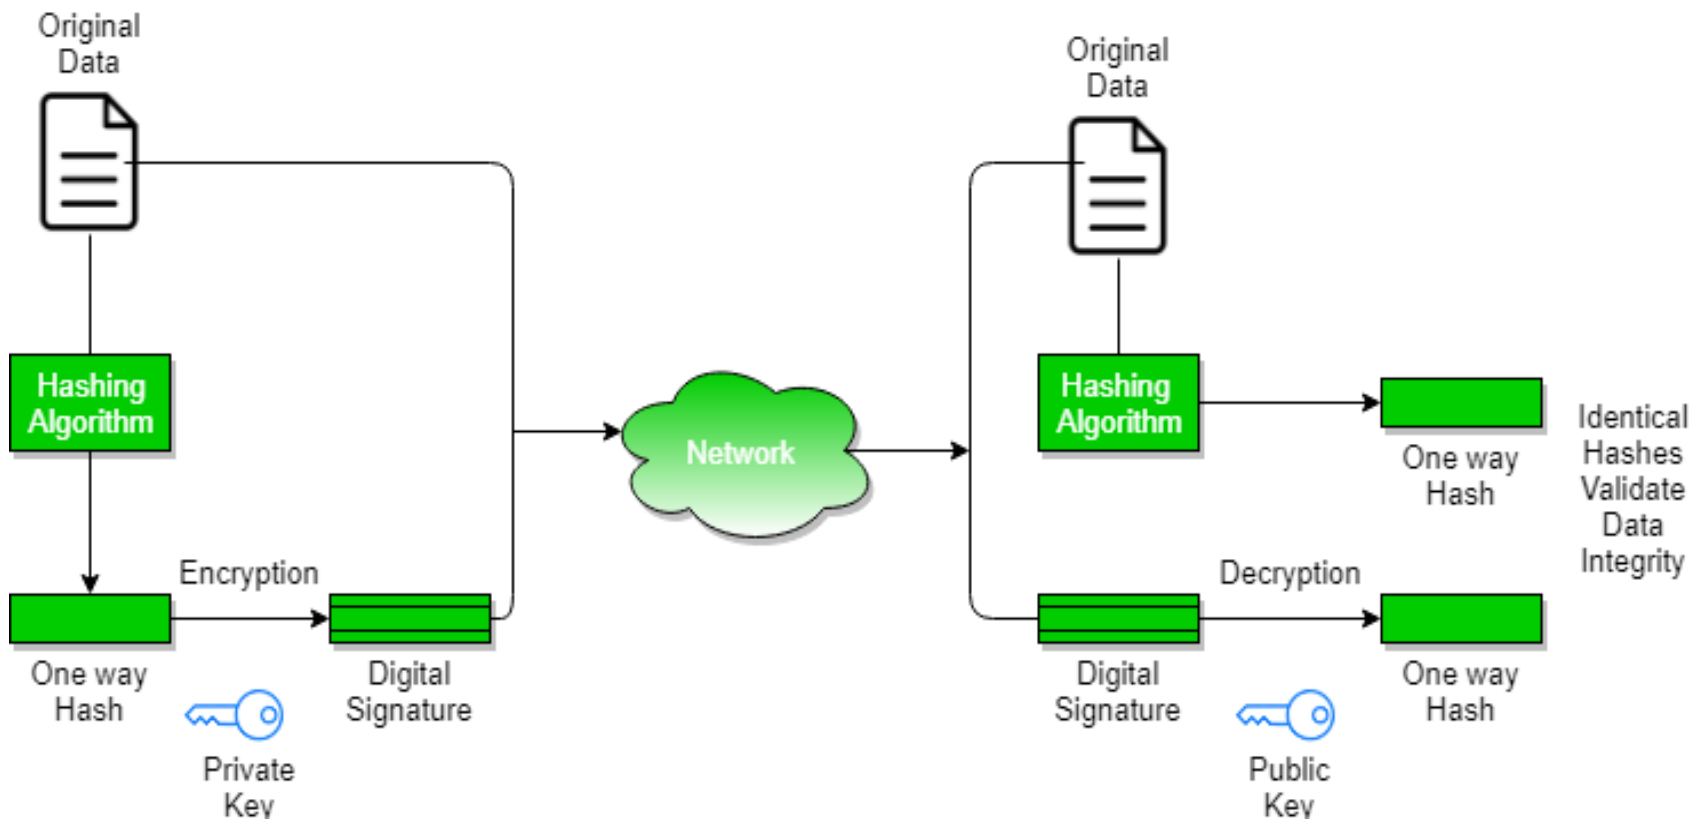 Original
Data
Original
Data
Hashing
Algorithm
Hashing
Algorithm
Network
One way
Hash
Identical
Hashes
Validate
Data
Integrity
Encryption
Decryption
One way
Hash
Digital
Signature
Digital
Signature
One way
Hash
Private
Key
Public
Key